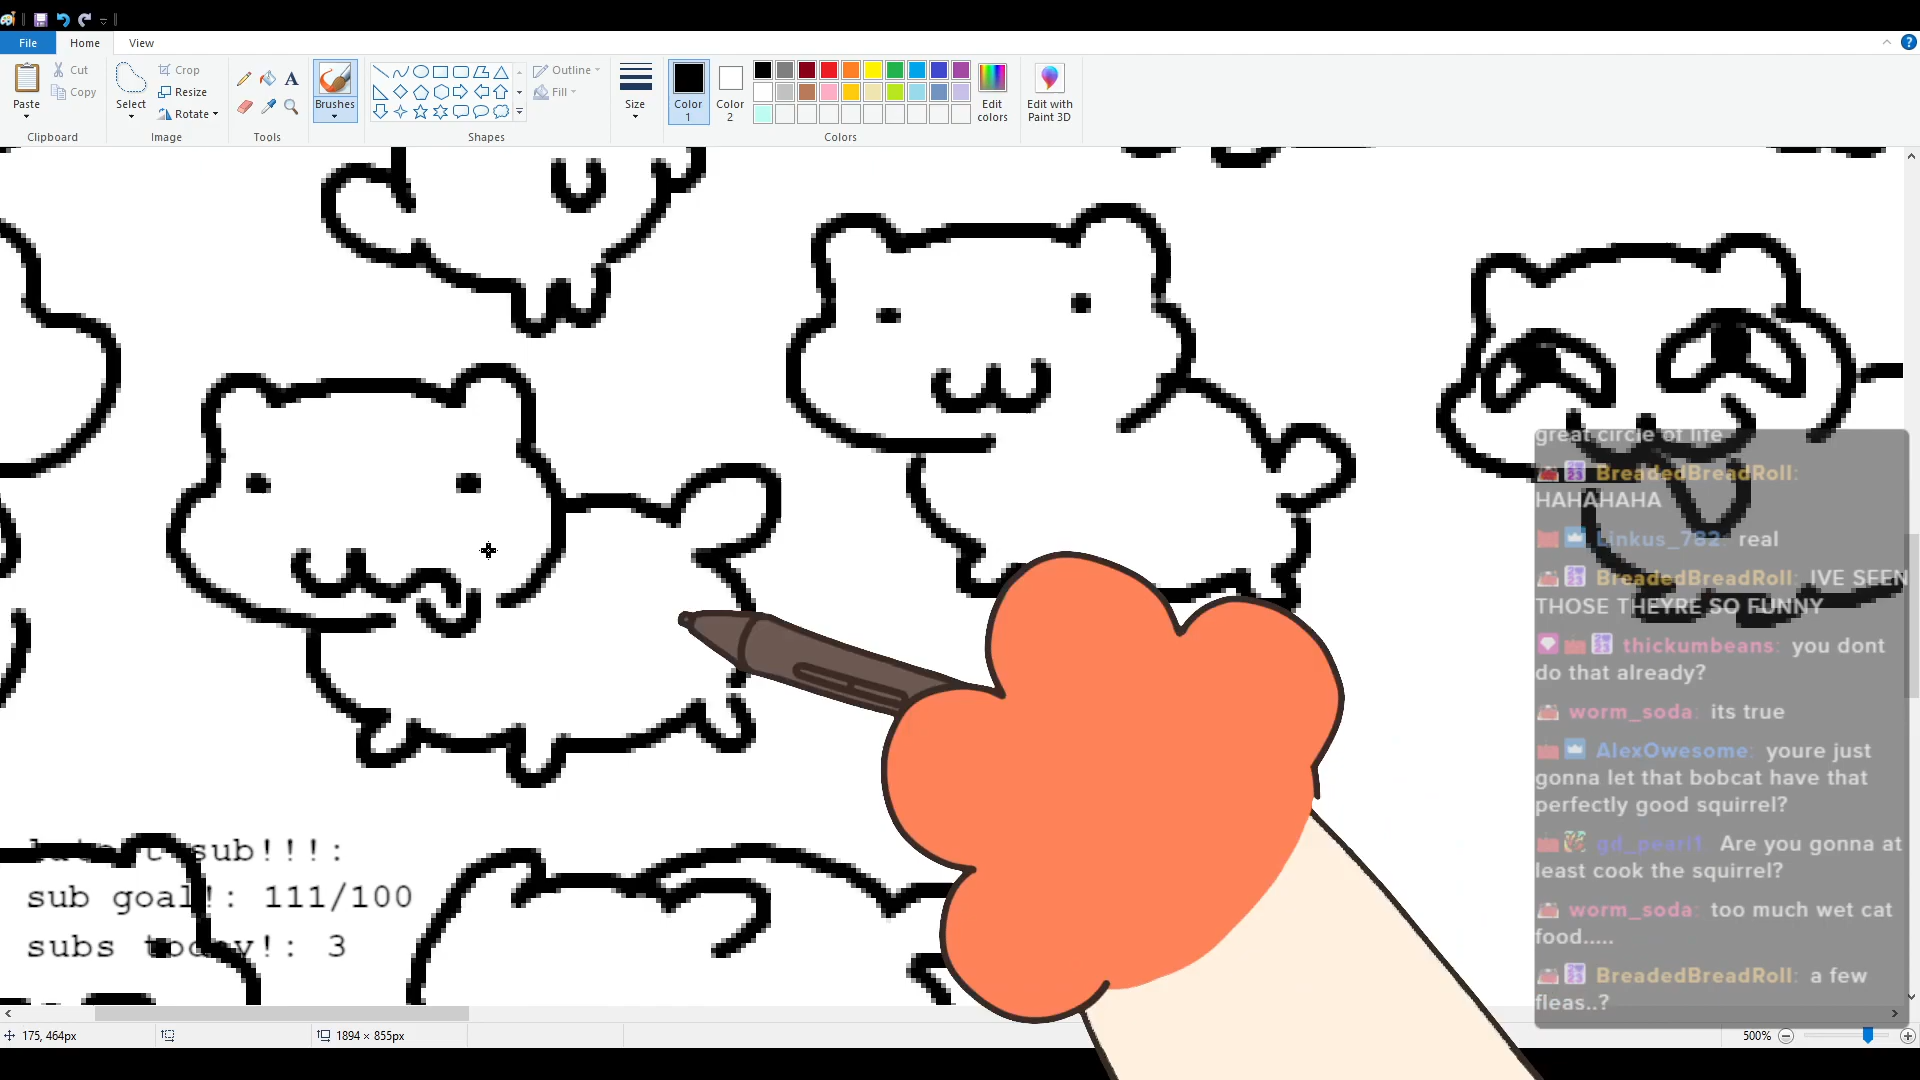 File Home View
Paste
Cut
Copy
Clipboard
Select
Crop
Resize
Rotate
Image
A
Tools
Brushes
Shapes
Outline
Fill
Size
Color 1
Color 2
Edit colors
Colors
Edit with Paint 3D
latest sub!!!:
sub goal!: 111/100
subs today!: 3
great circle of life
BreadedBreadRoll:
HAHAHAHA
Linkus_782: real
BreadedBreadRoll: IVE SEEN
THOSE THEYRE SO FUNNY
thickumbeans: you dont
do that already?
worm_soda: its true
AlexOwesome: youre just
gonna let that bobcat have that
perfectly good squirrel?
gd_pearl1: Are you gonna at
least cook the squirrel?
worm_soda: too much wet cat
food.....
BreadedBreadRoll: a few
fleas..?
175, 464px
1894 × 855px
500%